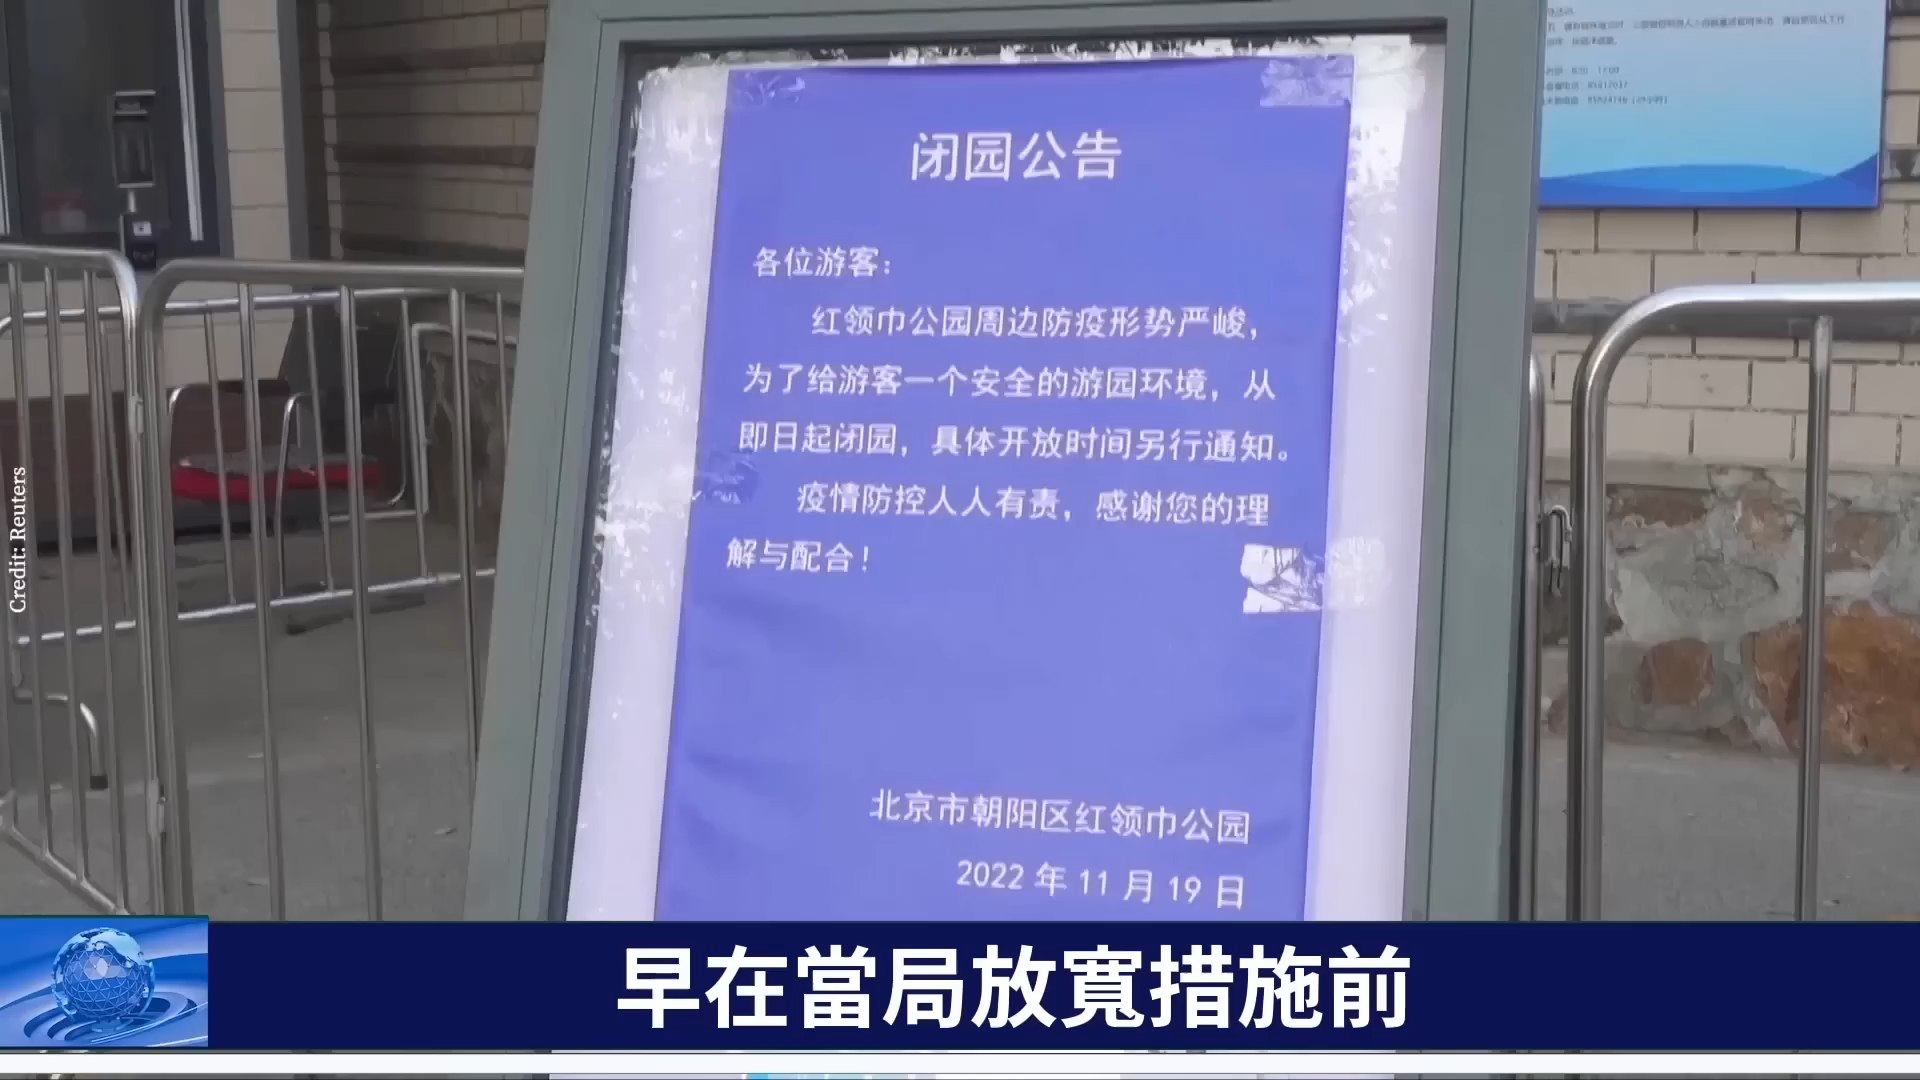 闭园公告
各位游客：
红领巾公园周边防疫形势严峻，
为了给游客一个安全的游园环境，从
即日起闭园，具体开放时间另行通知。
疫情防控人人有责，感谢您的理
解与配合！
北京市朝阳区红领巾公园
2022 年 11 月 19 日
Credit: Reuters
早在當局放寬措施前